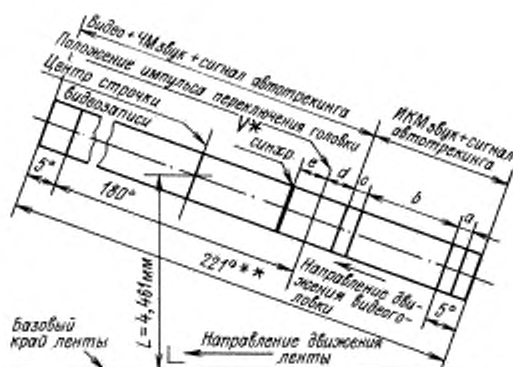 Видео+ЧМ звук+сигнал автотрекинга
Положение импульса переключения головки
Центр строчки
видеозаписи
V*
синхр.
ИКМ звук+сигнал
автотрекинга
e
d
c
b
a
5°
180°
221°**
Направление дви-
жения видеого-
ловки
5°
L=4,461мм
Базовый
край ленты
Направление движения
ленты